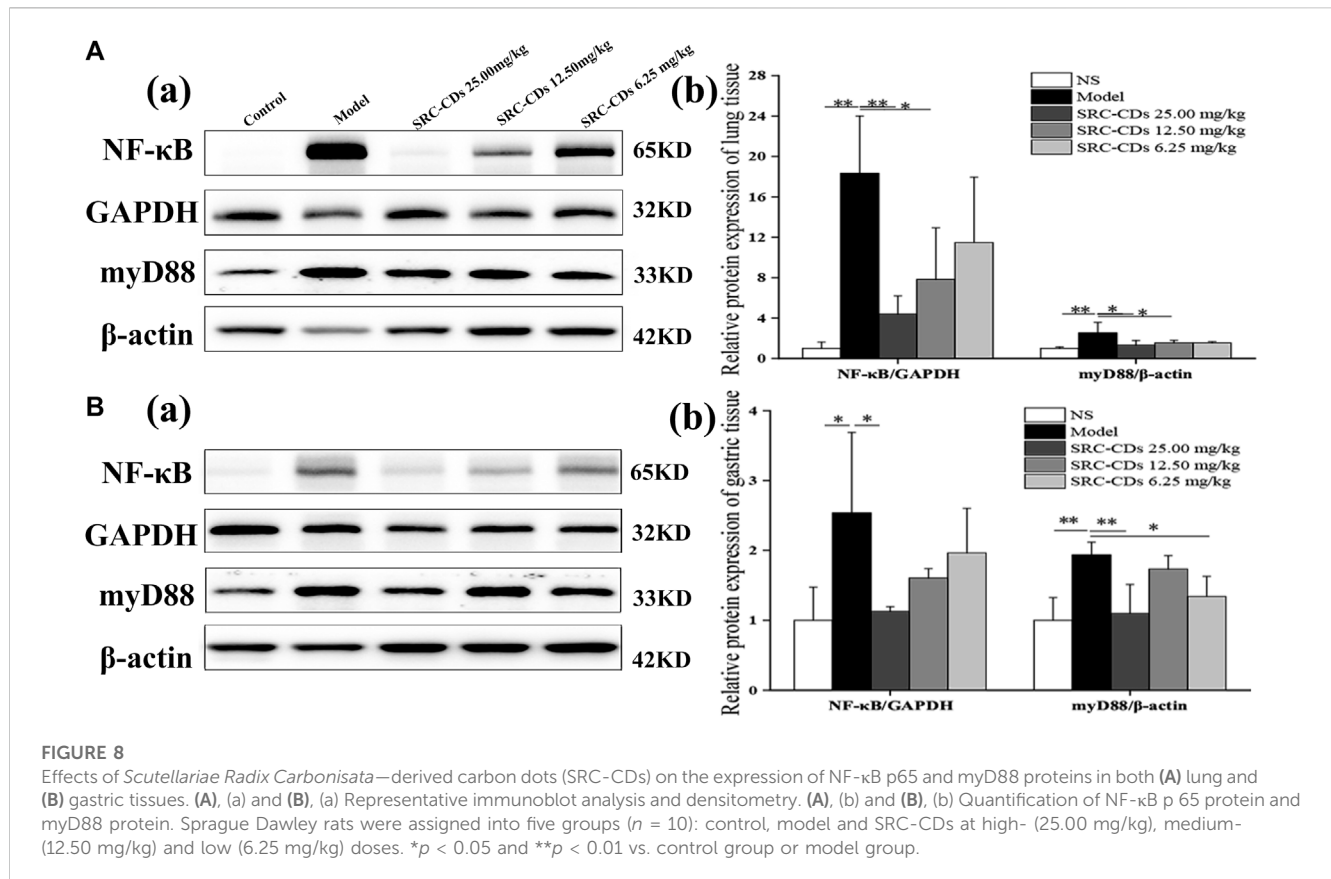 A
(a)
Control
Model
SRC-CDs 25.00mg/kg
SRC-CDs 12.50mg/kg
SRC-CDs 6.25 mg/kg
NF-κB
65KD
GAPDH
32KD
myD88
33KD
β-actin
42KD
(b)
Relative protein expression of lung tissue
28
24
20
16
12
8
4
0
** ** *
** * *
NS
Model
SRC-CDs 25.00 mg/kg
SRC-CDs 12.50 mg/kg
SRC-CDs 6.25 mg/kg
NF-κB/GAPDH
myD88/β-actin
B
(a)
NF-κB
65KD
GAPDH
32KD
myD88
33KD
β-actin
42KD
(b)
Relative protein expression of gastric tissue
4
3
2
1
0
* *
** ** *
NS
Model
SRC-CDs 25.00 mg/kg
SRC-CDs 12.50 mg/kg
SRC-CDs 6.25 mg/kg
NF-κB/GAPDH
myD88/β-actin
FIGURE 8
Effects of Scutellariae Radix Carbonisata—derived carbon dots (SRC-CDs) on the expression of NF-κB p65 and myD88 proteins in both (A) lung and
(B) gastric tissues. (A), (a) and (B), (a) Representative immunoblot analysis and densitometry. (A), (b) and (B), (b) Quantification of NF-κB p 65 protein and
myD88 protein. Sprague Dawley rats were assigned into five groups (n = 10): control, model and SRC-CDs at high- (25.00 mg/kg), medium-
(12.50 mg/kg) and low (6.25 mg/kg) doses. *p < 0.05 and **p < 0.01 vs. control group or model group.